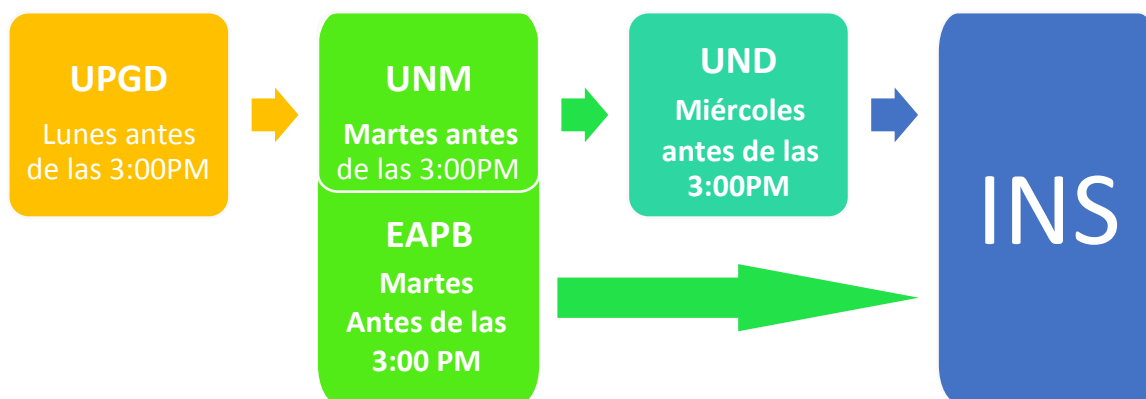 UPGD
Lunes antes
de las 3:00PM
UNM
Martes antes
de las 3:00PM
EAPB
Martes
Antes de las
3:00 PM
UND
Miércoles
antes de las
3:00PM
INS